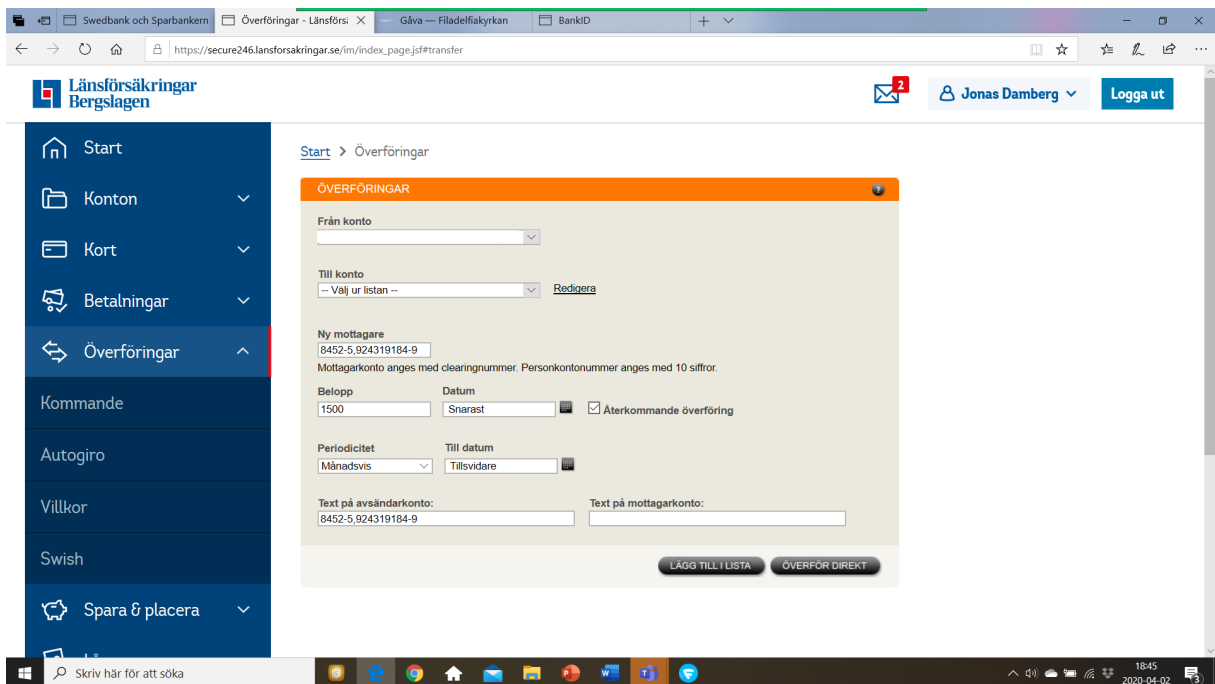 Swedbank och Sparbankern
Överföringar - Länsförs
Gåva — Filadelfiakyrkan
BankID
https://secure246.lansforsakringar.se/im/index_page.jsf#transfer
Länsförsäkringar
Bergslagen
2
Jonas Damberg
Logga ut
Start
Konton
Kort
Betalningar
Överföringar
Kommande
Autogiro
Villkor
Swish
Spara & placera
Start > Överföringar
ÖVERFÖRINGAR
?
Från konto
Till konto
-- Välj ur listan --
Redigera
Ny mottagare
8452-5,924319184-9
Mottagarkonto anges med clearingnummer. Personkontonummer anges med 10 siffror.
Belopp Datum
1500 Snarast Återkommande överföring
Periodicitet Till datum
Månadsvis Tillsvidare
Text på avsändarkonto: Text på mottagarkonto:
8452-5,924319184-9
LÄGG TILL I LISTA ÖVERFÖR DIREKT
Skriv här för att söka
18:45
2020-04-02
3